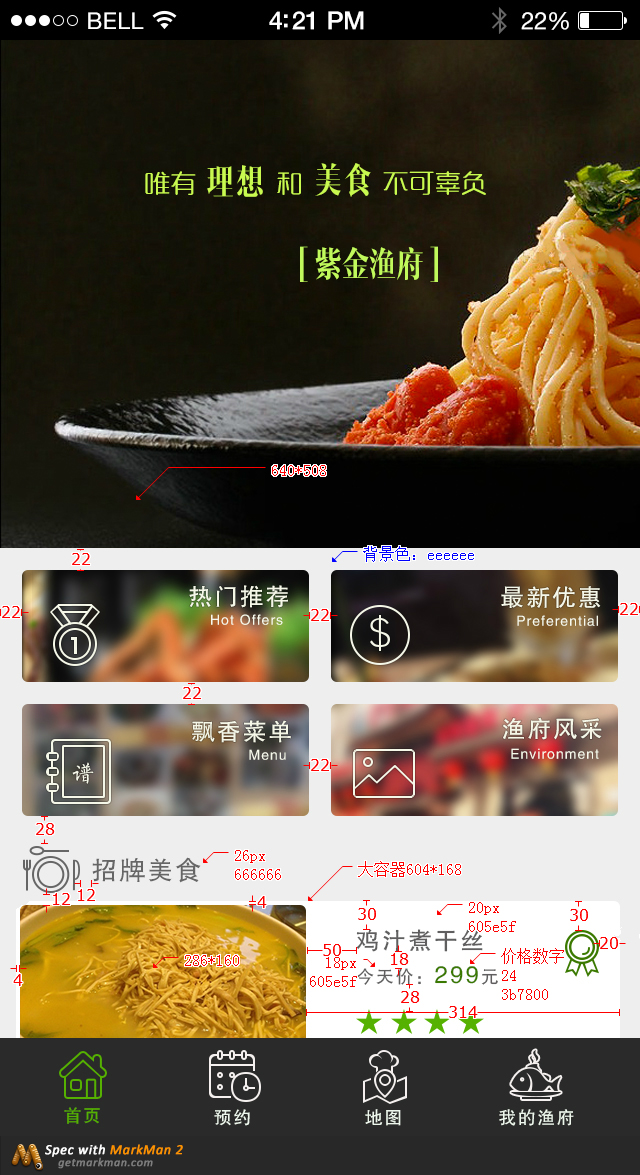 BELL 4:21 PM 22%
唯有 理想 和 美食 不可辜负
[ 紫金渔府 ]
640*508
22
背景色: eeeeee
热门推荐
Hot Offers
1
最新优惠
Preferential
$
22
22
22
22
飘香菜单
Menu
谱
渔府风采
Environment
22
28
招牌美食
26px
666666
12
12
大容器604*168
4
30
20px
605e5f
30
鸡汁煮干丝
286*160
50
18px
605e5f
18
今天价: 299元
价格数字
24
3b7800
20
4
28
314
首页
预约
地图
我的渔府
Spec with MarkMan 2
getmarkman.com